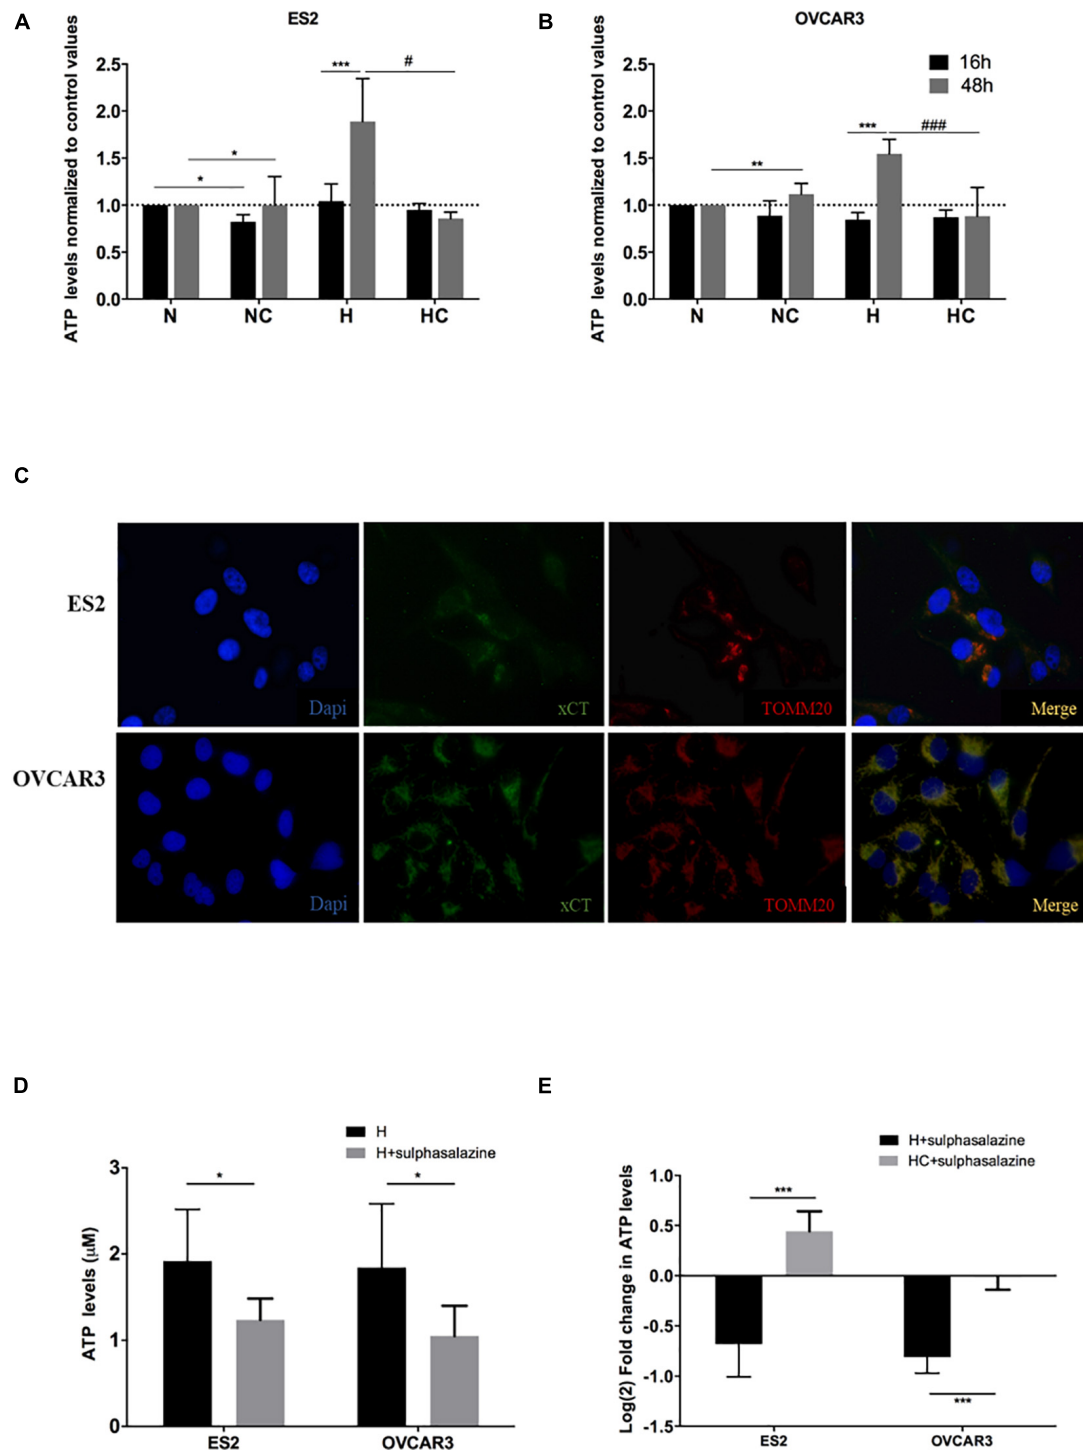 A
ES2
ATP levels normalized to control values
2.5
2.0
1.5
1.0
0.5
0.0
*
*
***
#
N
NC
H
HC
B
OVCAR3
16h
48h
ATP levels normalized to control values
2.5
2.0
1.5
1.0
0.5
0.0
**
***
###
N
NC
H
HC
C
ES2
Dapi
xCT
TOMM20
Merge
OVCAR3
Dapi
xCT
TOMM20
Merge
D
H
H+sulphasalazine
ATP levels (µM)
3
2
1
0
*
*
ES2
OVCAR3
E
H+sulphasalazine
HC+sulphasalazine
Log(2) Fold change in ATP levels
1.0
0.5
0.0
-0.5
-1.0
-1.5
***
***
ES2
OVCAR3